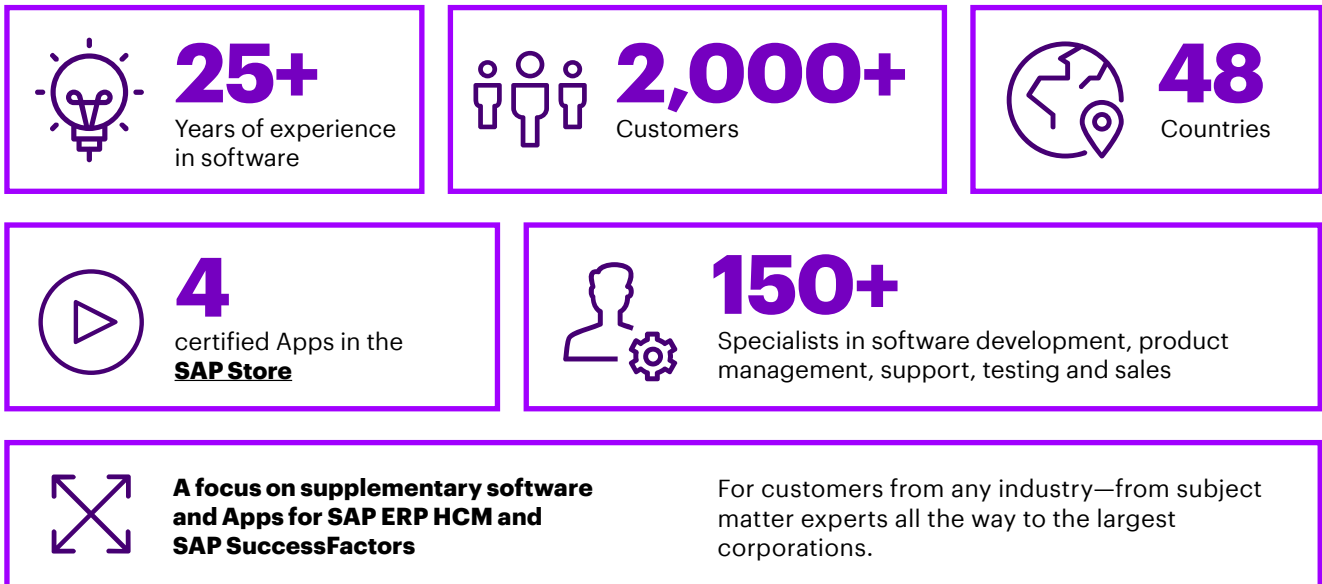 25+
Years of experience
in software
2,000+
Customers
48
Countries
4
certified Apps in the
SAP Store
150+
Specialists in software development, product
management, support, testing and sales
A focus on supplementary software
and Apps for SAP ERP HCM and
SAP SuccessFactors
For customers from any industry—from subject
matter experts all the way to the largest
corporations.